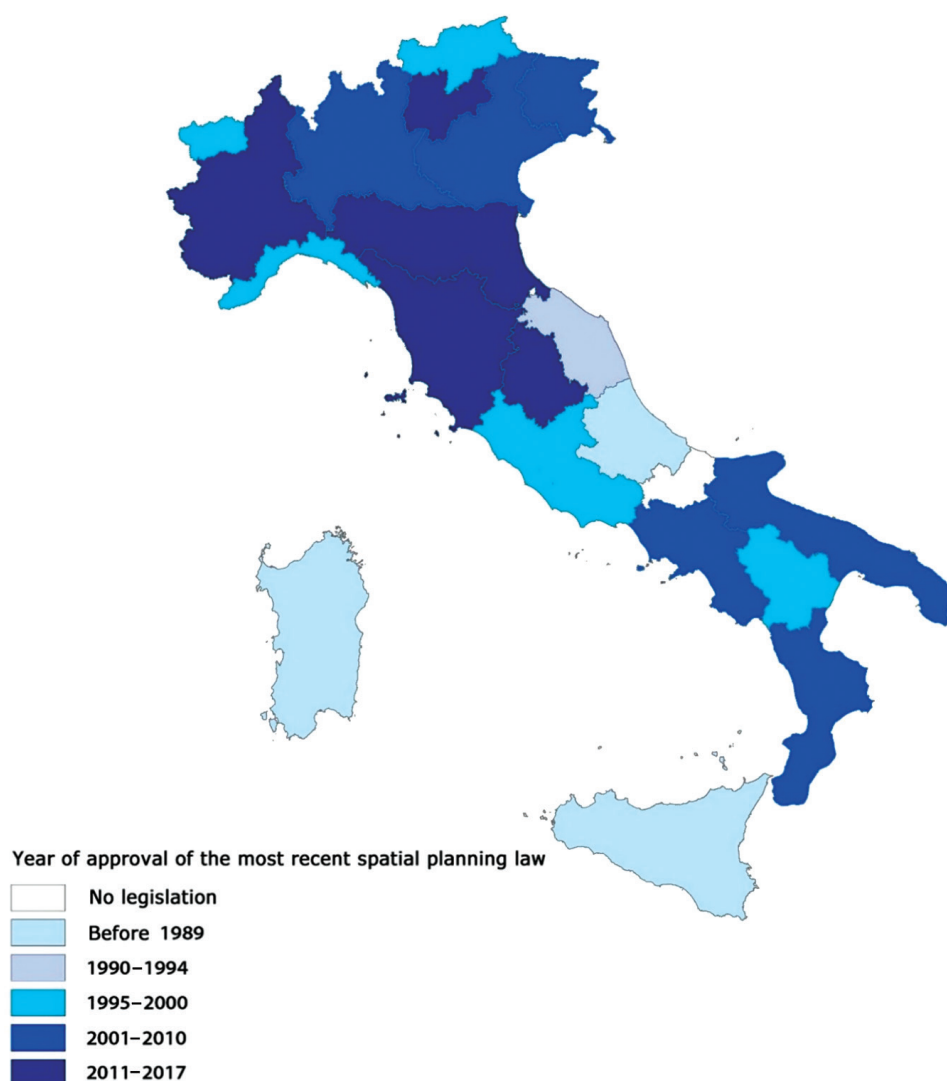 Year of approval of the most recent spatial planning law
No legislation
Before 1989
1990–1994
1995–2000
2001–2010
2011–2017